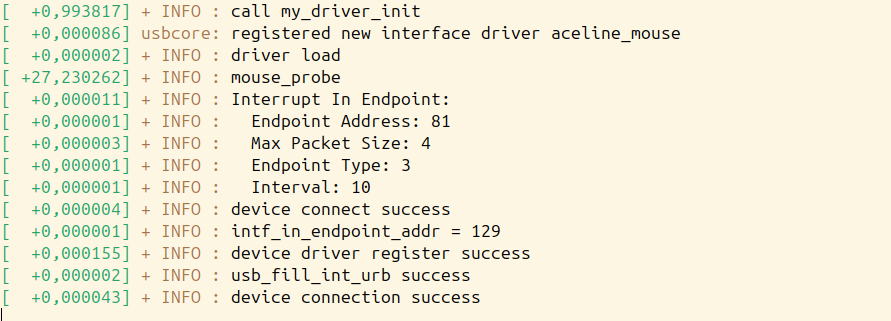 [  +0,993817] + INFO : call my_driver_init
[  +0,000086] usbcore: registered new interface driver aceline_mouse
[  +0,000002] + INFO : driver load
[ +27,230262] + INFO : mouse_probe
[  +0,000011] + INFO : Interrupt In Endpoint:
[  +0,000001] + INFO :   Endpoint Address: 81
[  +0,000003] + INFO :   Max Packet Size: 4
[  +0,000001] + INFO :   Endpoint Type: 3
[  +0,000001] + INFO :   Interval: 10
[  +0,000004] + INFO : device connect success
[  +0,000001] + INFO : intf_in_endpoint_addr = 129
[  +0,000155] + INFO : device driver register success
[  +0,000002] + INFO : usb_fill_int_urb success
[  +0,000043] + INFO : device connection success